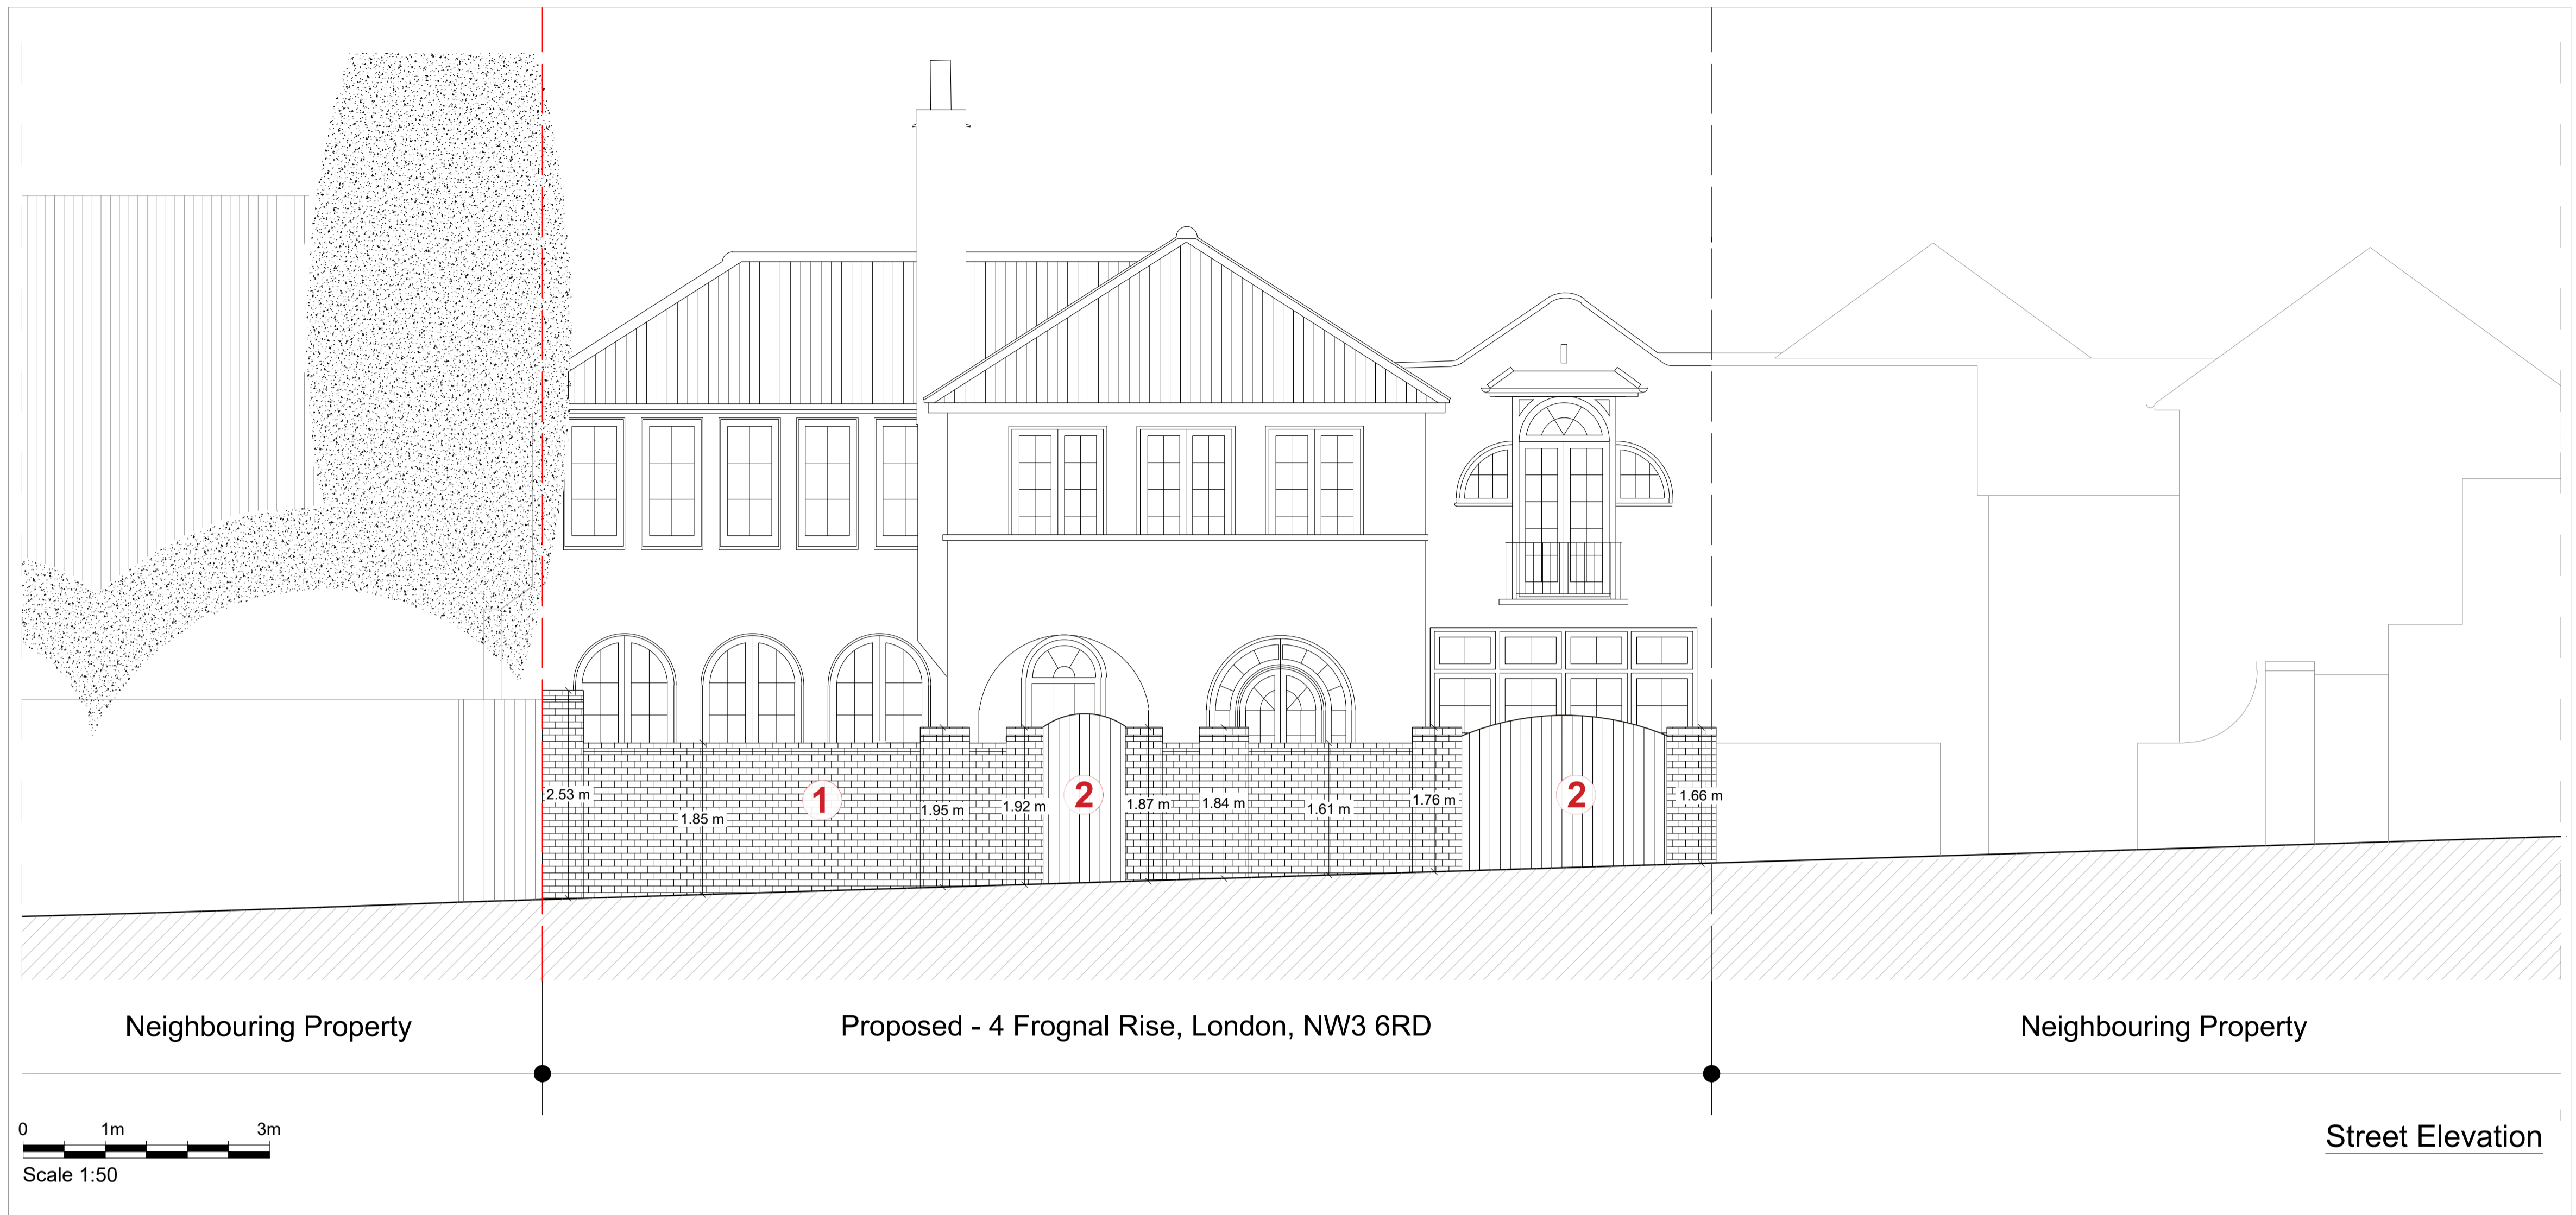 2.53 m
1.85 m
1
1.95 m
1.92 m
2
1.87 m
1.84 m
1.61 m
1.76 m
2
1.66 m
Neighbouring Property
Proposed - 4 Frognal Rise, London, NW3 6RD
Neighbouring Property
0 1m 3m
Scale 1:50
Street Elevation